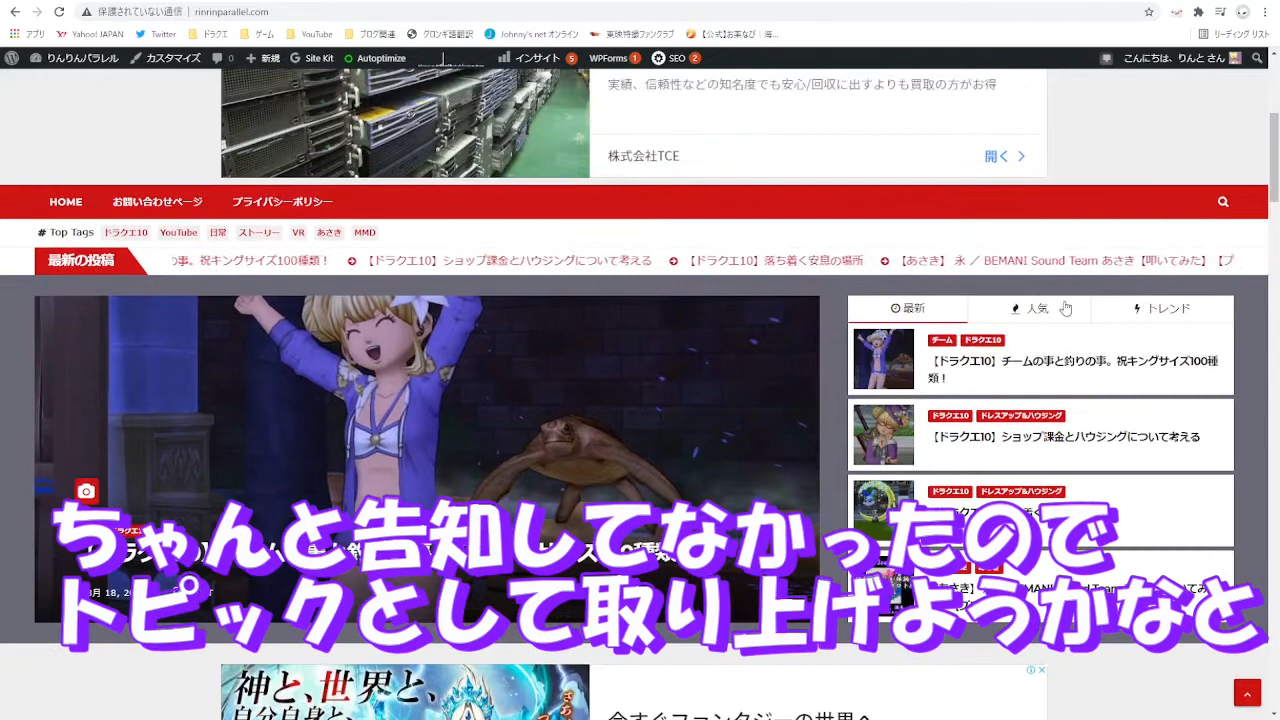 保護されていない通信 | rinrinparallel.com
アプリ Yahoo! JAPAN Twitter ドラクエ ゲーム YouTube ブログ関連 グロンギ語翻訳 Johnny's net オンライン 東映特撮ファンクラブ 【公式】お茶なび・海... リーディング リスト
りんりんパラレル カスタマイズ 0 新規 Site Kit Autoptimize インサイト 5 WPForms 1 SEO 2 こんにちは、りんと さん
実績、信頼性などの知名度でも安心/回収に出すよりも買取の方がお得
株式会社TCE 開く
HOME お問い合わせページ プライバシーポリシー
# Top Tags ドラクエ10 YouTube 日常 ストーリー VR あさき MMD
最新の投稿 の事。祝キングサイズ100種類！ 【ドラクエ10】ショップ課金とハウジングについて考える 【ドラクエ10】落ち着く安息の場所 【あさき】 永 ／ BEMANI Sound Team あさき【叩いてみた】【プ
最新 人気 トレンド
チーム ドラクエ10
【ドラクエ10】チームの事と釣りの事。祝キングサイズ100種
類！
ドラクエ10 ドレスアップ&ハウジング
【ドラクエ10】ショップ課金とハウジングについて考える
ドラクエ10 ドレスアップ&ハウジング
ちゃんと告知してなかったので
トピックとして取り上げようかなと
神と、世界と、
自分自身と、
今すぐファンタジーの世界へ